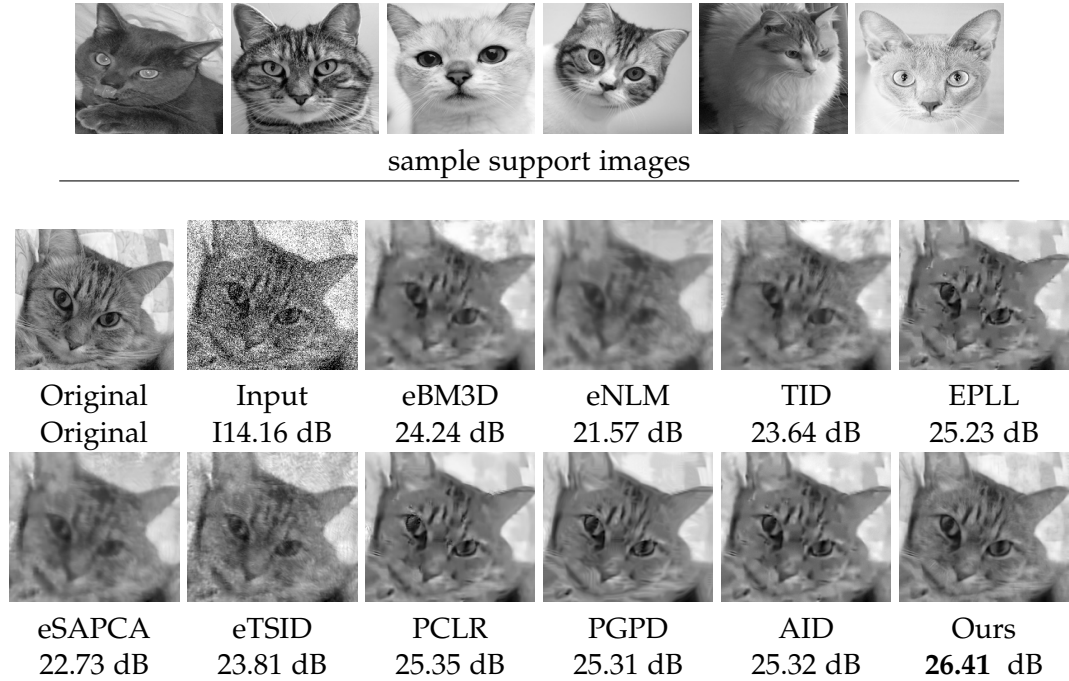 sample support images
Original Input eBM3D eNLM TID EPLL
Original I14.16 dB 24.24 dB 21.57 dB 23.64 dB 25.23 dB
eSAPCA eTSID PCLR PGPD AID Ours
22.73 dB 23.81 dB 25.35 dB 25.31 dB 25.32 dB 26.41 dB